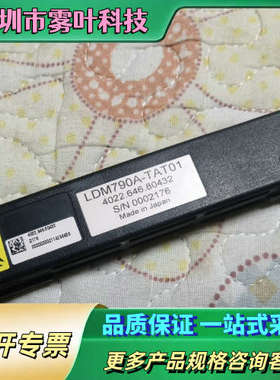 圳市雾叶科技
LDM790A-TAT01
4022.646.80432
S/N 0002176
Made in Japan
品质保证 一站式采
开专票
更多产品规格咨询客